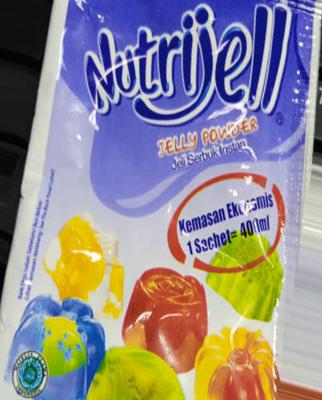 Nutrijell
JELLY POWDER
Jeli Serbuk Instan
Kemasan Ekonomis
1 Sachet= 400ml